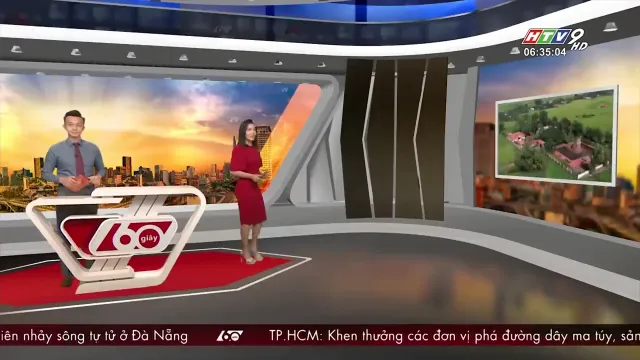 HTV9
HD
06:35:04
60
giây
iên nhảy sông tự tử ở Đà Nẵng 60 TP.HCM: Khen thưởng các đơn vị phá đường dây ma túy, sản